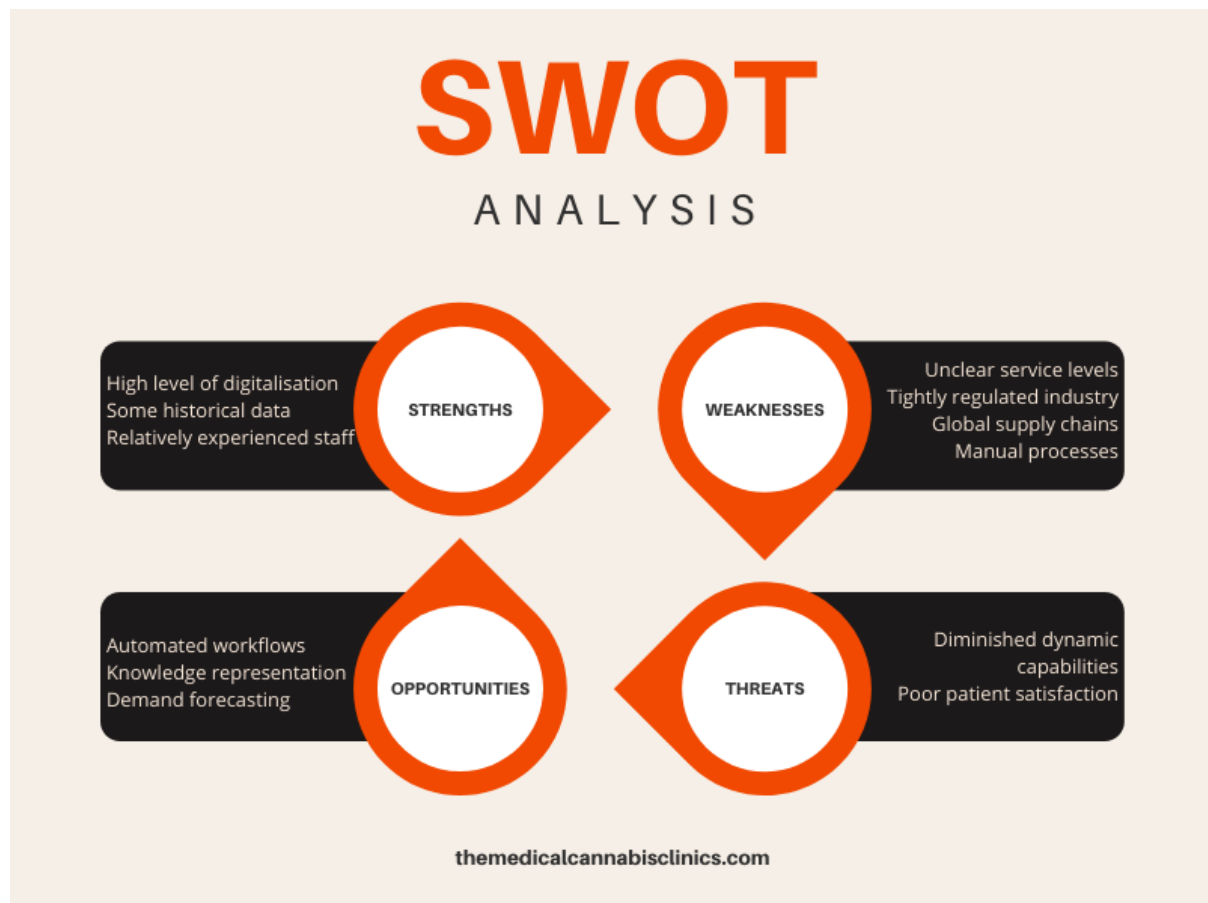 SWOT
ANALYSIS
High level of digitalisation
Some historical data
Relatively experienced staff
STRENGTHS
WEAKNESSES
Unclear service levels
Tightly regulated industry
Global supply chains
Manual processes
Automated workflows
Knowledge representation
Demand forecasting
OPPORTUNITIES
THREATS
Diminished dynamic
capabilities
Poor patient satisfaction
themedicalcannabisclinics.com